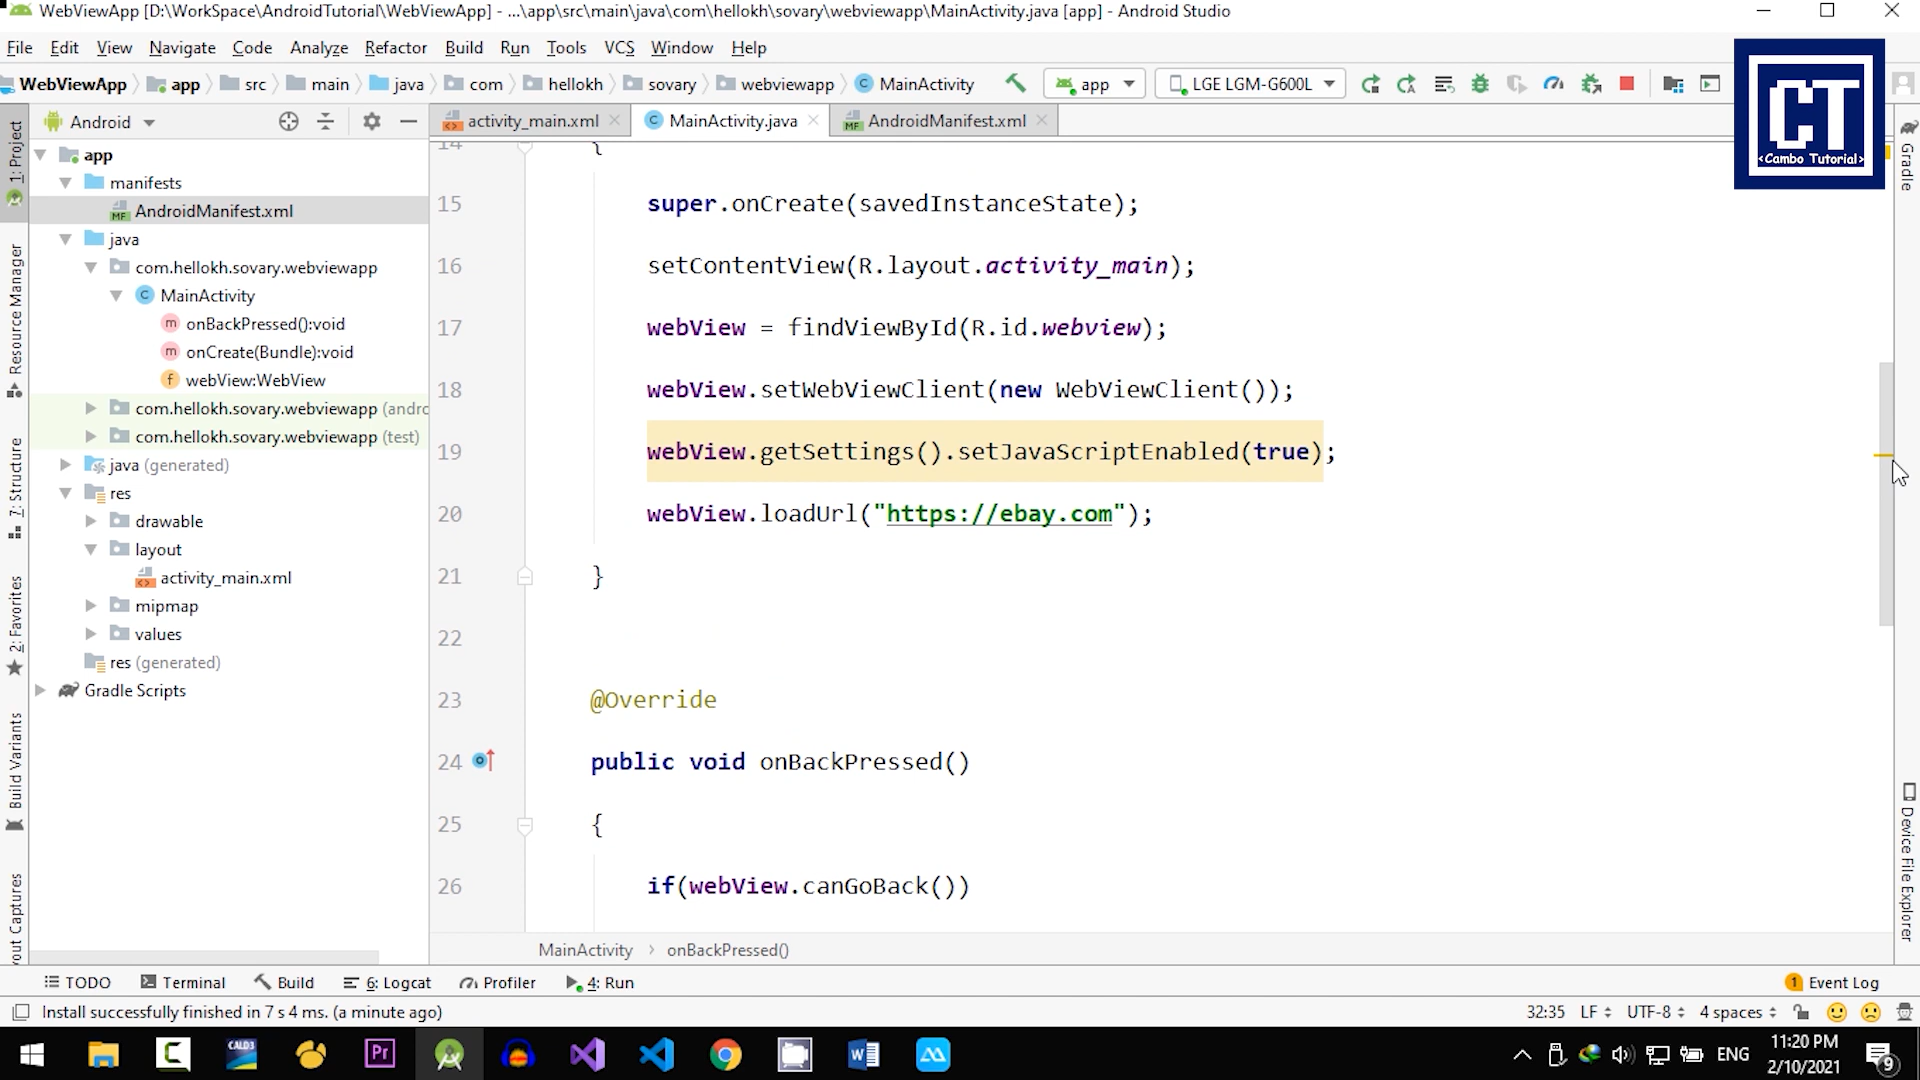 WebViewApp [D:\WorkSpace\AndroidTutorial\WebViewApp] - ...\app\src\main\java\com\hellokh\sovary\webviewapp\MainActivity.java [app] - Android Studio
File Edit View Navigate Code Analyze Refactor Build Run Tools VCS Window Help
WebViewApp app src main java com hellokh sovary webviewapp MainActivity app LGE LGM-G600L
CT
<Cambo Tutorial>
Android
activity_main.xml MainActivity.java AndroidManifest.xml
1: Project
Resource Manager
7: Structure
2: Favorites
Build Variants
yout Captures
app
manifests
AndroidManifest.xml
java
com.hellokh.sovary.webviewapp
MainActivity
onBackPressed():void
onCreate(Bundle):void
webView:WebView
com.hellokh.sovary.webviewapp (andro
com.hellokh.sovary.webviewapp (test)
java (generated)
res
drawable
layout
activity_main.xml
mipmap
values
res (generated)
Gradle Scripts
14 {
15 super.onCreate(savedInstanceState);
16 setContentView(R.layout.activity_main);
17 webView = findViewById(R.id.webview);
18 webView.setWebViewClient(new WebViewClient());
19 webView.getSettings().setJavaScriptEnabled(true);
20 webView.loadUrl("https://ebay.com");
21 }
22
23 @Override
24 public void onBackPressed()
25 {
26 if(webView.canGoBack())
MainActivity onBackPressed()
Gradle
Device File Explorer
TODO Terminal Build 6: Logcat Profiler 4: Run 1 Event Log
Install successfully finished in 7 s 4 ms. (a minute ago) 32:35 LF UTF-8 4 spaces
CALD3
Pr
ENG
11:20 PM
2/10/2021
9